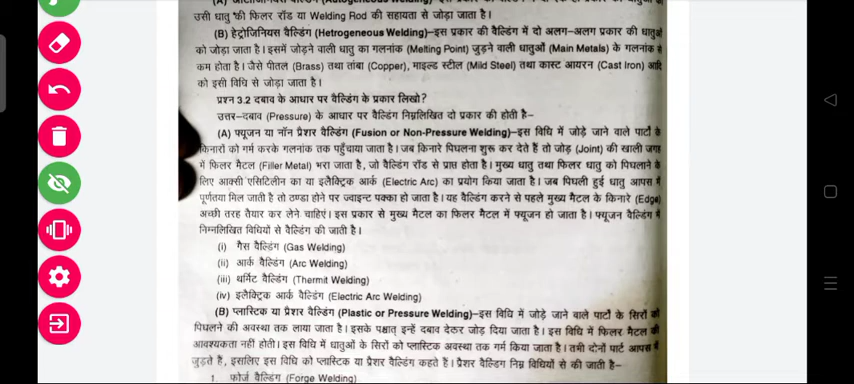 (A) ऑटोजीनियस वैल्डिंग (Autogeneous Welding)–इस प्रकार की वैल्डिंग में एक ही प्रकार की धातुओं को
उसी धातु की फिलर रॉड या Welding Rod की सहायता से जोड़ा जाता है।
(B) हेट्रोजिनियस वैल्डिंग (Hetrogeneous Welding)–इस प्रकार की वैल्डिंग में दो अलग-अलग प्रकार की धातुओं
को जोड़ा जाता है। इसमें जोड़ने वाली धातु का गलनांक (Melting Point) जुड़ने वाली धातुओं (Main Metals) के गलनांक से
कम होता है। जैसे पीतल (Brass) तथा तांबा (Copper), माइल्ड स्टील (Mild Steel) तथा कास्ट आयरन (Cast Iron) आदि
को इसी विधि से जोड़ा जाता है।
प्रश्न 3.2 दबाव के आधार पर वैल्डिंग के प्रकार लिखो?
उत्तर–दबाव (Pressure) के आधार पर वैल्डिंग निम्नलिखित दो प्रकार की होती है–
(A) फ्यूजन या नॉन प्रैशर वैल्डिंग (Fusion or Non-Pressure Welding)–इस विधि में जोड़े जाने वाले पार्टों के
किनारों को गर्म करके गलनांक तक पहुँचाया जाता है। जब किनारे पिघलना शुरू कर देते हैं तो जोड़ (Joint) की खाली जगह
में फिलर मैटल (Filler Metal) भरा जाता है, जो वैल्डिंग रॉड से प्राप्त होता है। मुख्य धातु तथा फिलर धातु को पिघलाने के
लिए आक्सी एसिटिलीन का या इलैक्ट्रिक आर्क (Electric Arc) का प्रयोग किया जाता है। जब पिघली हुई धातु आपस में
पूर्णतया मिल जाती है तो ठण्डा होने पर ज्वाइन्ट पक्का हो जाता है। यह वैल्डिंग करने से पहले मुख्य मैटल के किनारे (Edge)
अच्छी तरह तैयार कर लेने चाहिएं। इस प्रकार से मुख्य मैटल का फिलर मैटल में फ्यूजन हो जाता है। फ्यूजन वैल्डिंग में
निम्नलिखित विधियों से वैल्डिंग की जाती है।
(i) गैस वैल्डिंग (Gas Welding)
(ii) आर्क वैल्डिंग (Arc Welding)
(iii) थर्मिट वैल्डिंग (Thermit Welding)
(iv) इलैक्ट्रिक आर्क वैल्डिंग (Electric Arc Welding)
(B) प्लास्टिक या प्रैशर वैल्डिंग (Plastic or Pressure Welding)–इस विधि में जोड़े जाने वाले पार्टों के सिरों को
पिघलने की अवस्था तक लाया जाता है। इसके पश्चात् इन्हें दबाव देकर जोड़ दिया जाता है। इस विधि में फिलर मैटल की
आवश्यकता नहीं होती। इस विधि में धातुओं के सिरों को प्लास्टिक अवस्था तक गर्म किया जाता है। तभी दोनों पार्ट आपस में
जुड़ते हैं, इसलिए इस विधि को प्लास्टिक या प्रैशर वैल्डिंग कहते हैं। प्रैशर वैल्डिंग निम्न विधियों से की जाती है–
1. फोर्ज वैल्डिंग (Forge Welding)